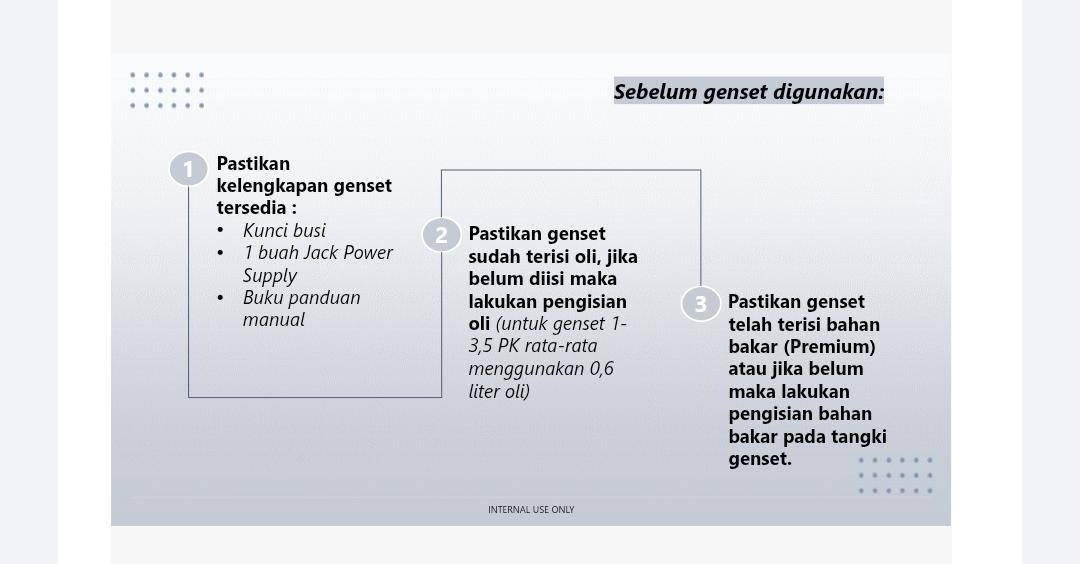 Sebelum genset digunakan:
1
Pastikan
kelengkapan genset
tersedia :
• Kunci busi
• 1 buah Jack Power
Supply
• Buku panduan
manual
2
Pastikan genset
sudah terisi oli, jika
belum diisi maka
lakukan pengisian
oli (untuk genset 1-
3,5 PK rata-rata
menggunakan 0,6
liter oli)
3
Pastikan genset
telah terisi bahan
bakar (Premium)
atau jika belum
maka lakukan
pengisian bahan
bakar pada tangki
genset.
INTERNAL USE ONLY